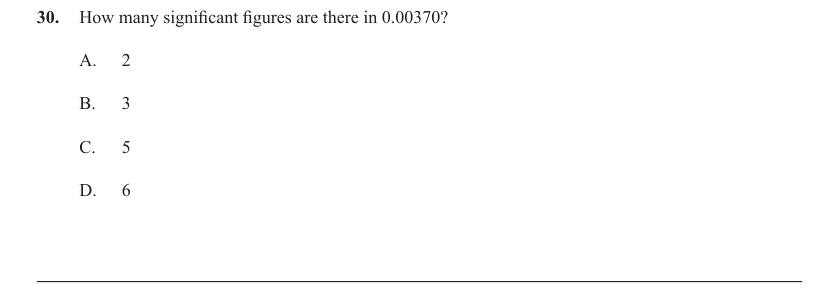 30. How many significant figures are there in 0.00370?
A. 2
B. 3
C. 5
D. 6